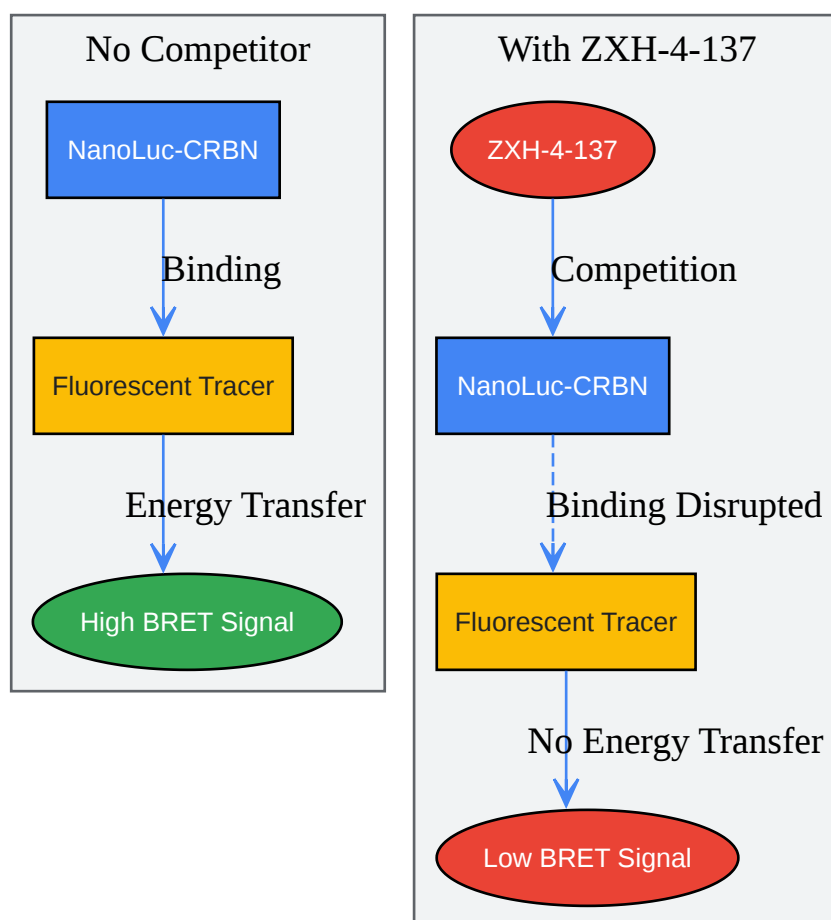 No Competitor
NanoLuc-CRBN
Binding
Fluorescent Tracer
Energy Transfer
High BRET Signal
With ZXH-4-137
ZXH-4-137
Competition
NanoLuc-CRBN
Binding Disrupted
Fluorescent Tracer
No Energy Transfer
Low BRET Signal